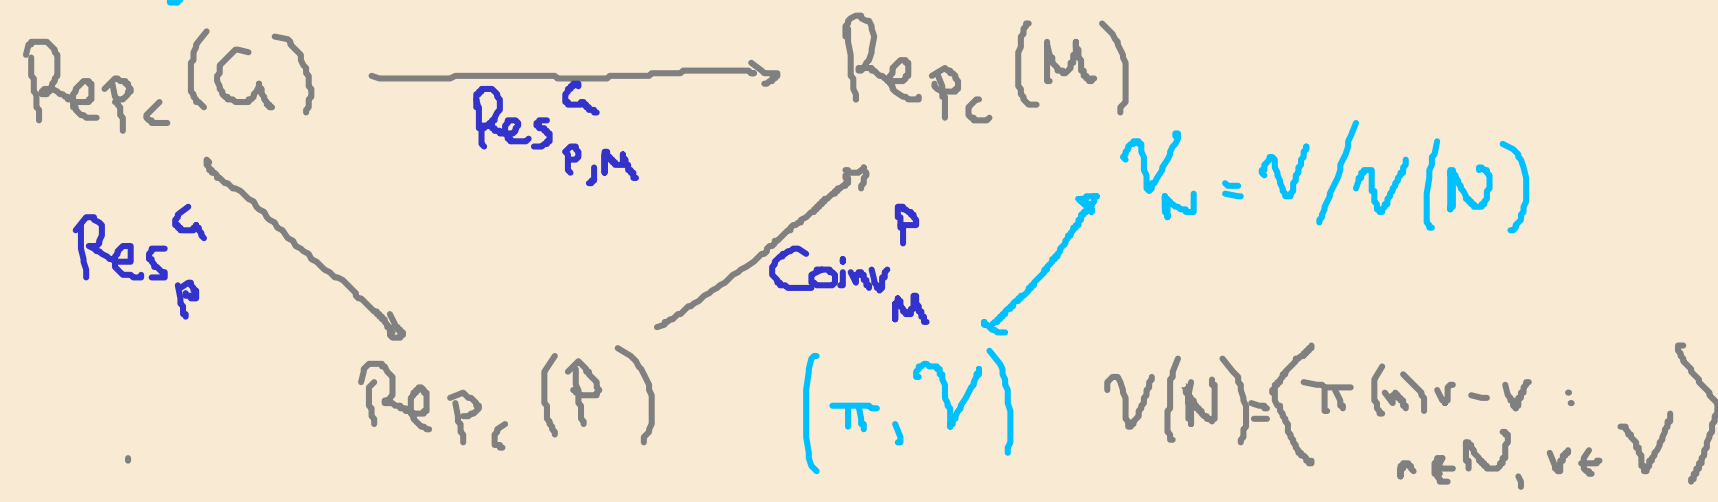 Rep_C(G) → Rep_C(M)
Res^G_{P,M}
V_N = V/V(N)
Res^G_P
Coinv^P_M
Rep_C(P)
(π, V)
V(N) = ⟨π(n)v - v :
n ∈ N, v ∈ V⟩